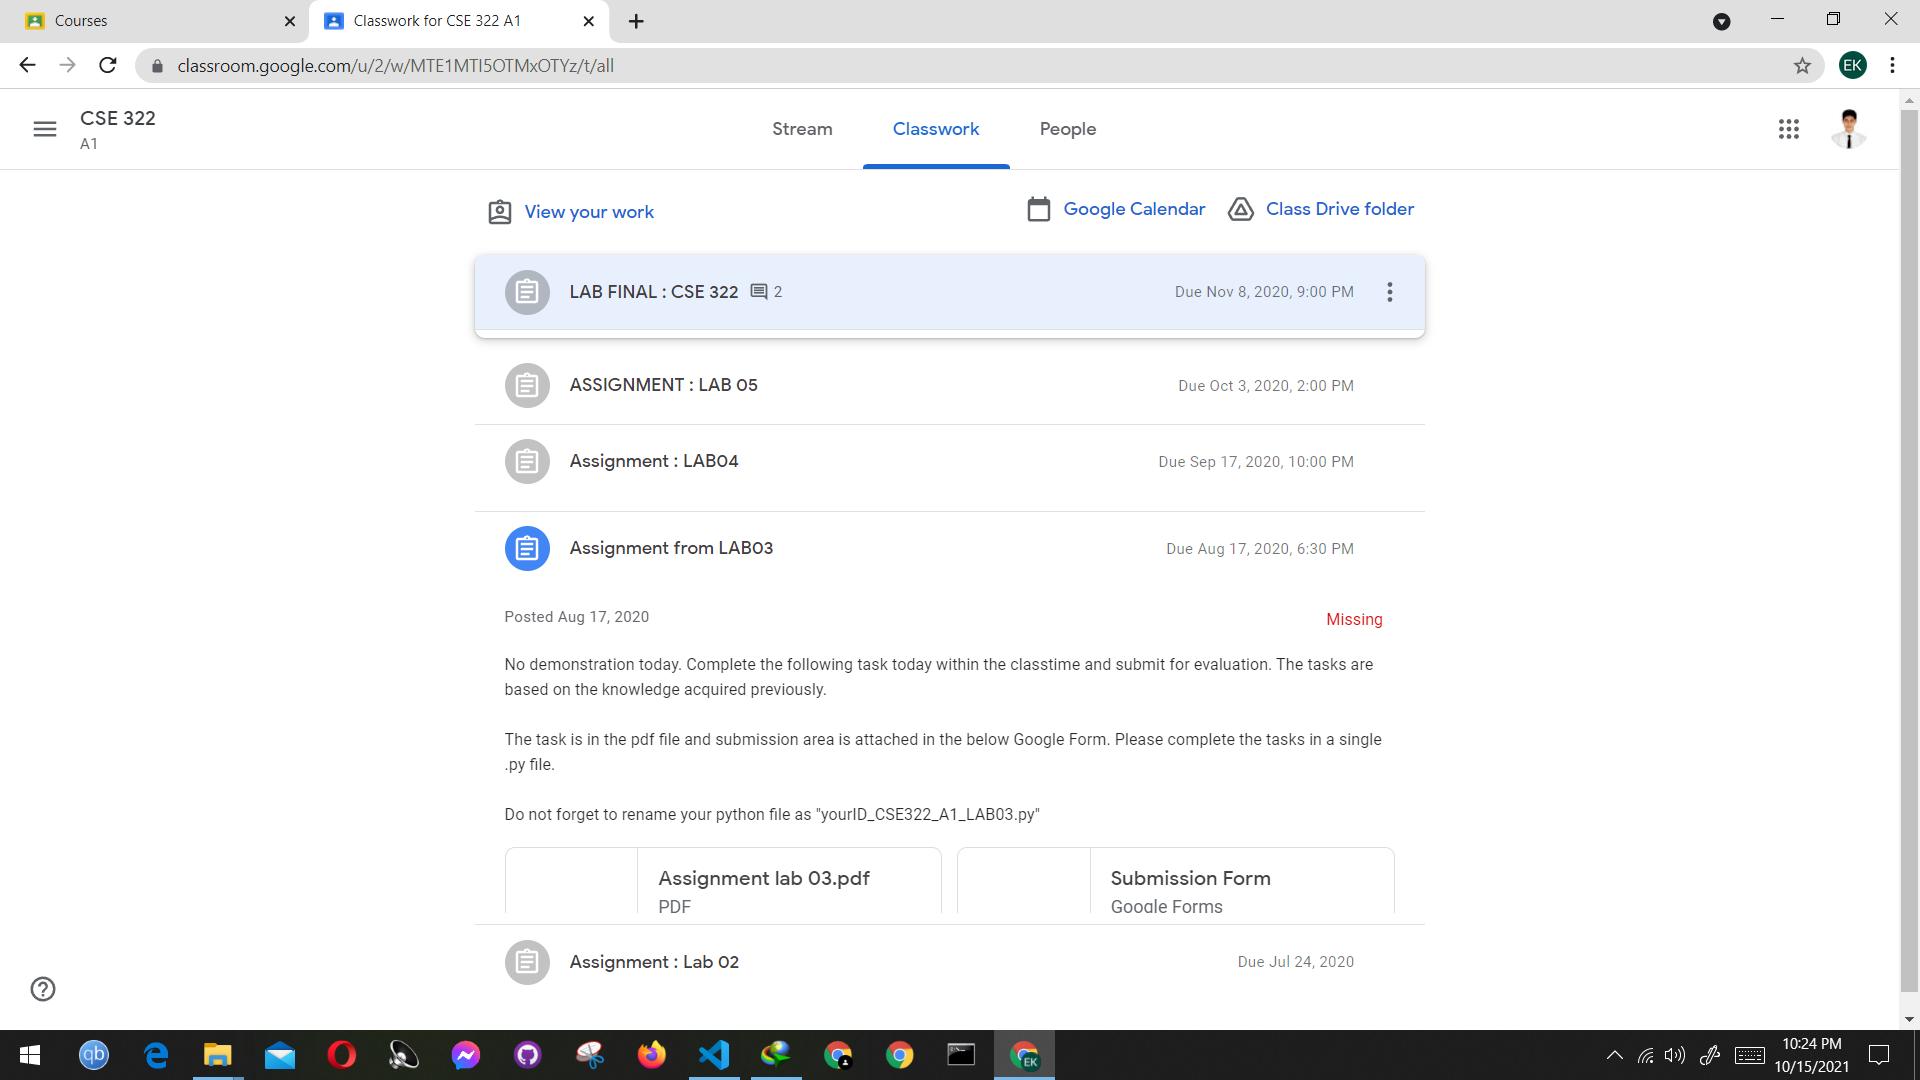 Courses
Classwork for CSE 322 A1
classroom.google.com/u/2/w/MTE1MTI5OTMxOTYz/t/all
EK
CSE 322
A1
Stream
Classwork
People
View your work
Google Calendar
Class Drive folder
LAB FINAL : CSE 322
2
Due Nov 8, 2020, 9:00 PM
ASSIGNMENT : LAB 05
Due Oct 3, 2020, 2:00 PM
Assignment : LAB04
Due Sep 17, 2020, 10:00 PM
Assignment from LAB03
Due Aug 17, 2020, 6:30 PM
Posted Aug 17, 2020
Missing
No demonstration today. Complete the following task today within the classtime and submit for evaluation. The tasks are
based on the knowledge acquired previously.
The task is in the pdf file and submission area is attached in the below Google Form. Please complete the tasks in a single
.py file.
Do not forget to rename your python file as "yourID_CSE322_A1_LAB03.py"
Assignment lab 03.pdf
PDF
Submission Form
Google Forms
Assignment : Lab 02
Due Jul 24, 2020
qb
EK
10:24 PM
10/15/2021